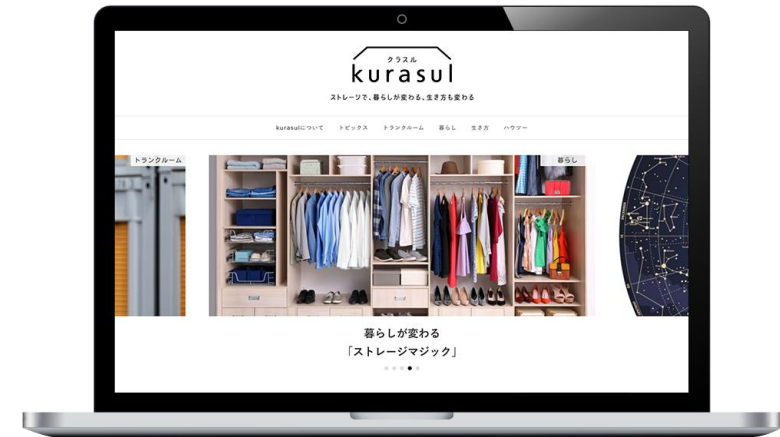 クラスル
kurasul
ストレージで、暮らしが変わる、生き方も変わる
kurasulについて トピックス トランクルーム 暮らし 生き方 ハウツー
トランクルーム
暮らし
暮らしが変わる
「ストレージマジック」